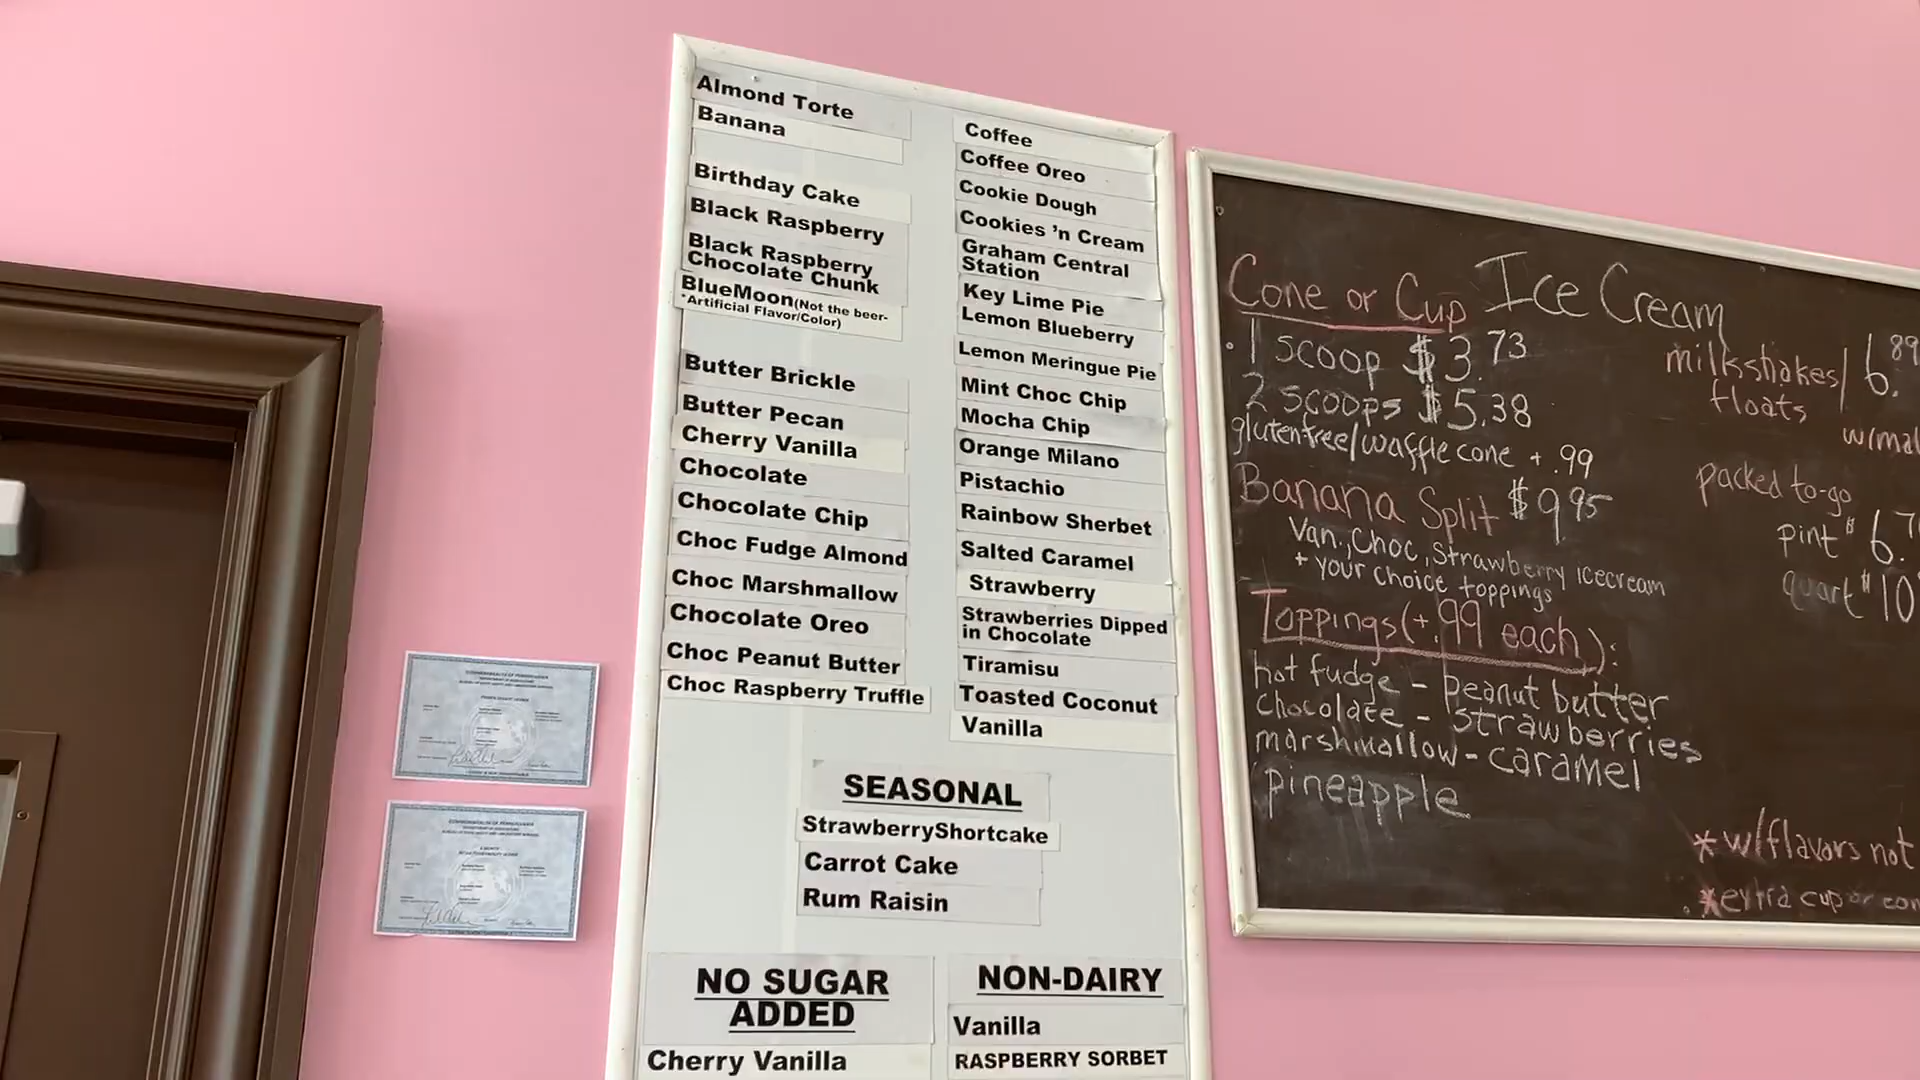 Almond Torte
Banana
Birthday Cake
Black Raspberry
Black Raspberry
Chocolate Chunk
BlueMoon(Not the beer-
*Artificial Flavor/Color)
Butter Brickle
Butter Pecan
Cherry Vanilla
Chocolate
Chocolate Chip
Choc Fudge Almond
Choc Marshmallow
Chocolate Oreo
Choc Peanut Butter
Choc Raspberry Truffle
Coffee
Coffee Oreo
Cookie Dough
Cookies 'n Cream
Graham Central
Station
Key Lime Pie
Lemon Blueberry
Lemon Meringue Pie
Mint Choc Chip
Mocha Chip
Orange Milano
Pistachio
Rainbow Sherbet
Salted Caramel
Strawberry
Strawberries Dipped
in Chocolate
Tiramisu
Toasted Coconut
Vanilla
SEASONAL
StrawberryShortcake
Carrot Cake
Rum Raisin
NO SUGAR
ADDED
Cherry Vanilla
NON-DAIRY
Vanilla
RASPBERRY SORBET
Ice Cream
Cone or Cup
1 scoop $3.73
2 scoops $5.38
gluten free/waffle cone + .99
Banana Split $9.95
Van., Choc, Strawberry icecream
+ your choice toppings
Toppings (+.99 each):
hot fudge - peanut butter
chocolate - strawberries
marshmallow - caramel
pineapple
milkshakes/ 6.89
floats
packed to-go
pint $6.
quart $10
*w/flavors not
*extra cup or
COMMONWEALTH OF PENNSYLVANIA
COMMONWEALTH OF PENNSYLVANIA